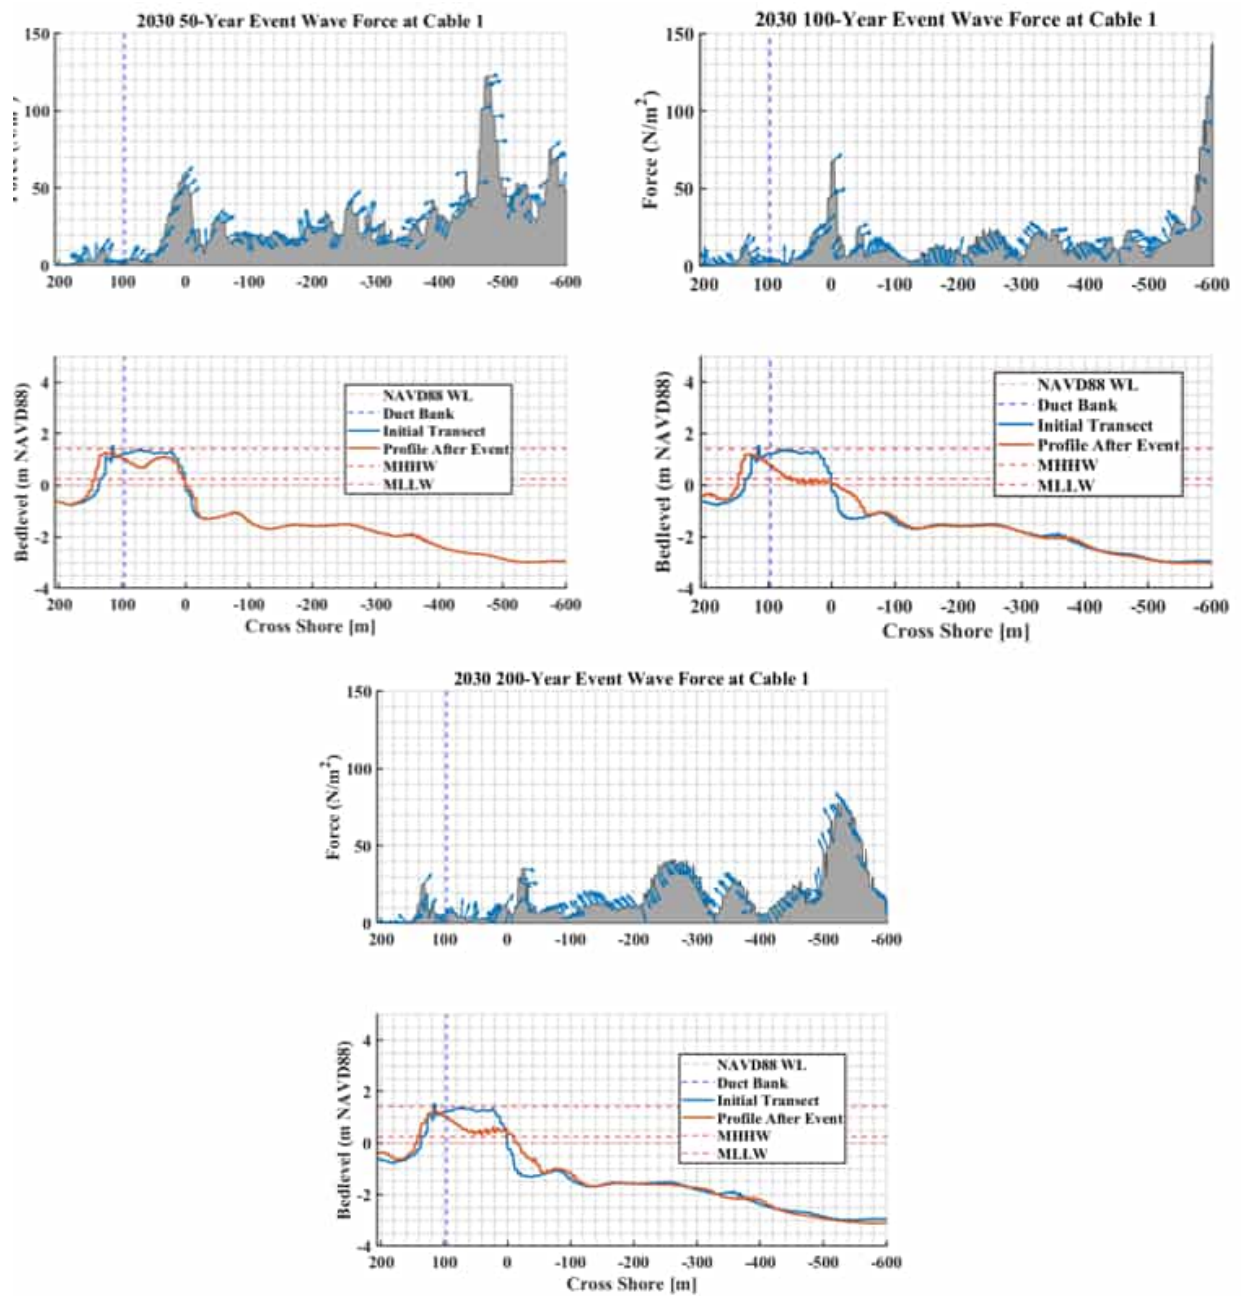 2030 50-Year Event Wave Force at Cable 1
150
100
50
0
200 100 0 -100 -200 -300 -400 -500 -600
2030 100-Year Event Wave Force at Cable 1
Force (N/m²)
150
100
50
0
200 100 0 -100 -200 -300 -400 -500 -600
Bedlevel (m NAVD88)
4
2
0
-2
-4
NAVD88 WL
Duct Bank
Initial Transect
Profile After Event
MHHW
MLLW
200 100 0 -100 -200 -300 -400 -500 -600
Cross Shore [m]
Bedlevel (m NAVD88)
4
2
0
-2
-4
NAVD88 WL
Duct Bank
Initial Transect
Profile After Event
MHHW
MLLW
200 100 0 -100 -200 -300 -400 -500 -600
Cross Shore [m]
2030 200-Year Event Wave Force at Cable 1
Force (N/m²)
150
100
50
0
200 100 0 -100 -200 -300 -400 -500 -600
Bedlevel (m NAVD88)
4
2
0
-2
-4
NAVD88 WL
Duct Bank
Initial Transect
Profile After Event
MHHW
MLLW
200 100 0 -100 -200 -300 -400 -500 -600
Cross Shore [m]